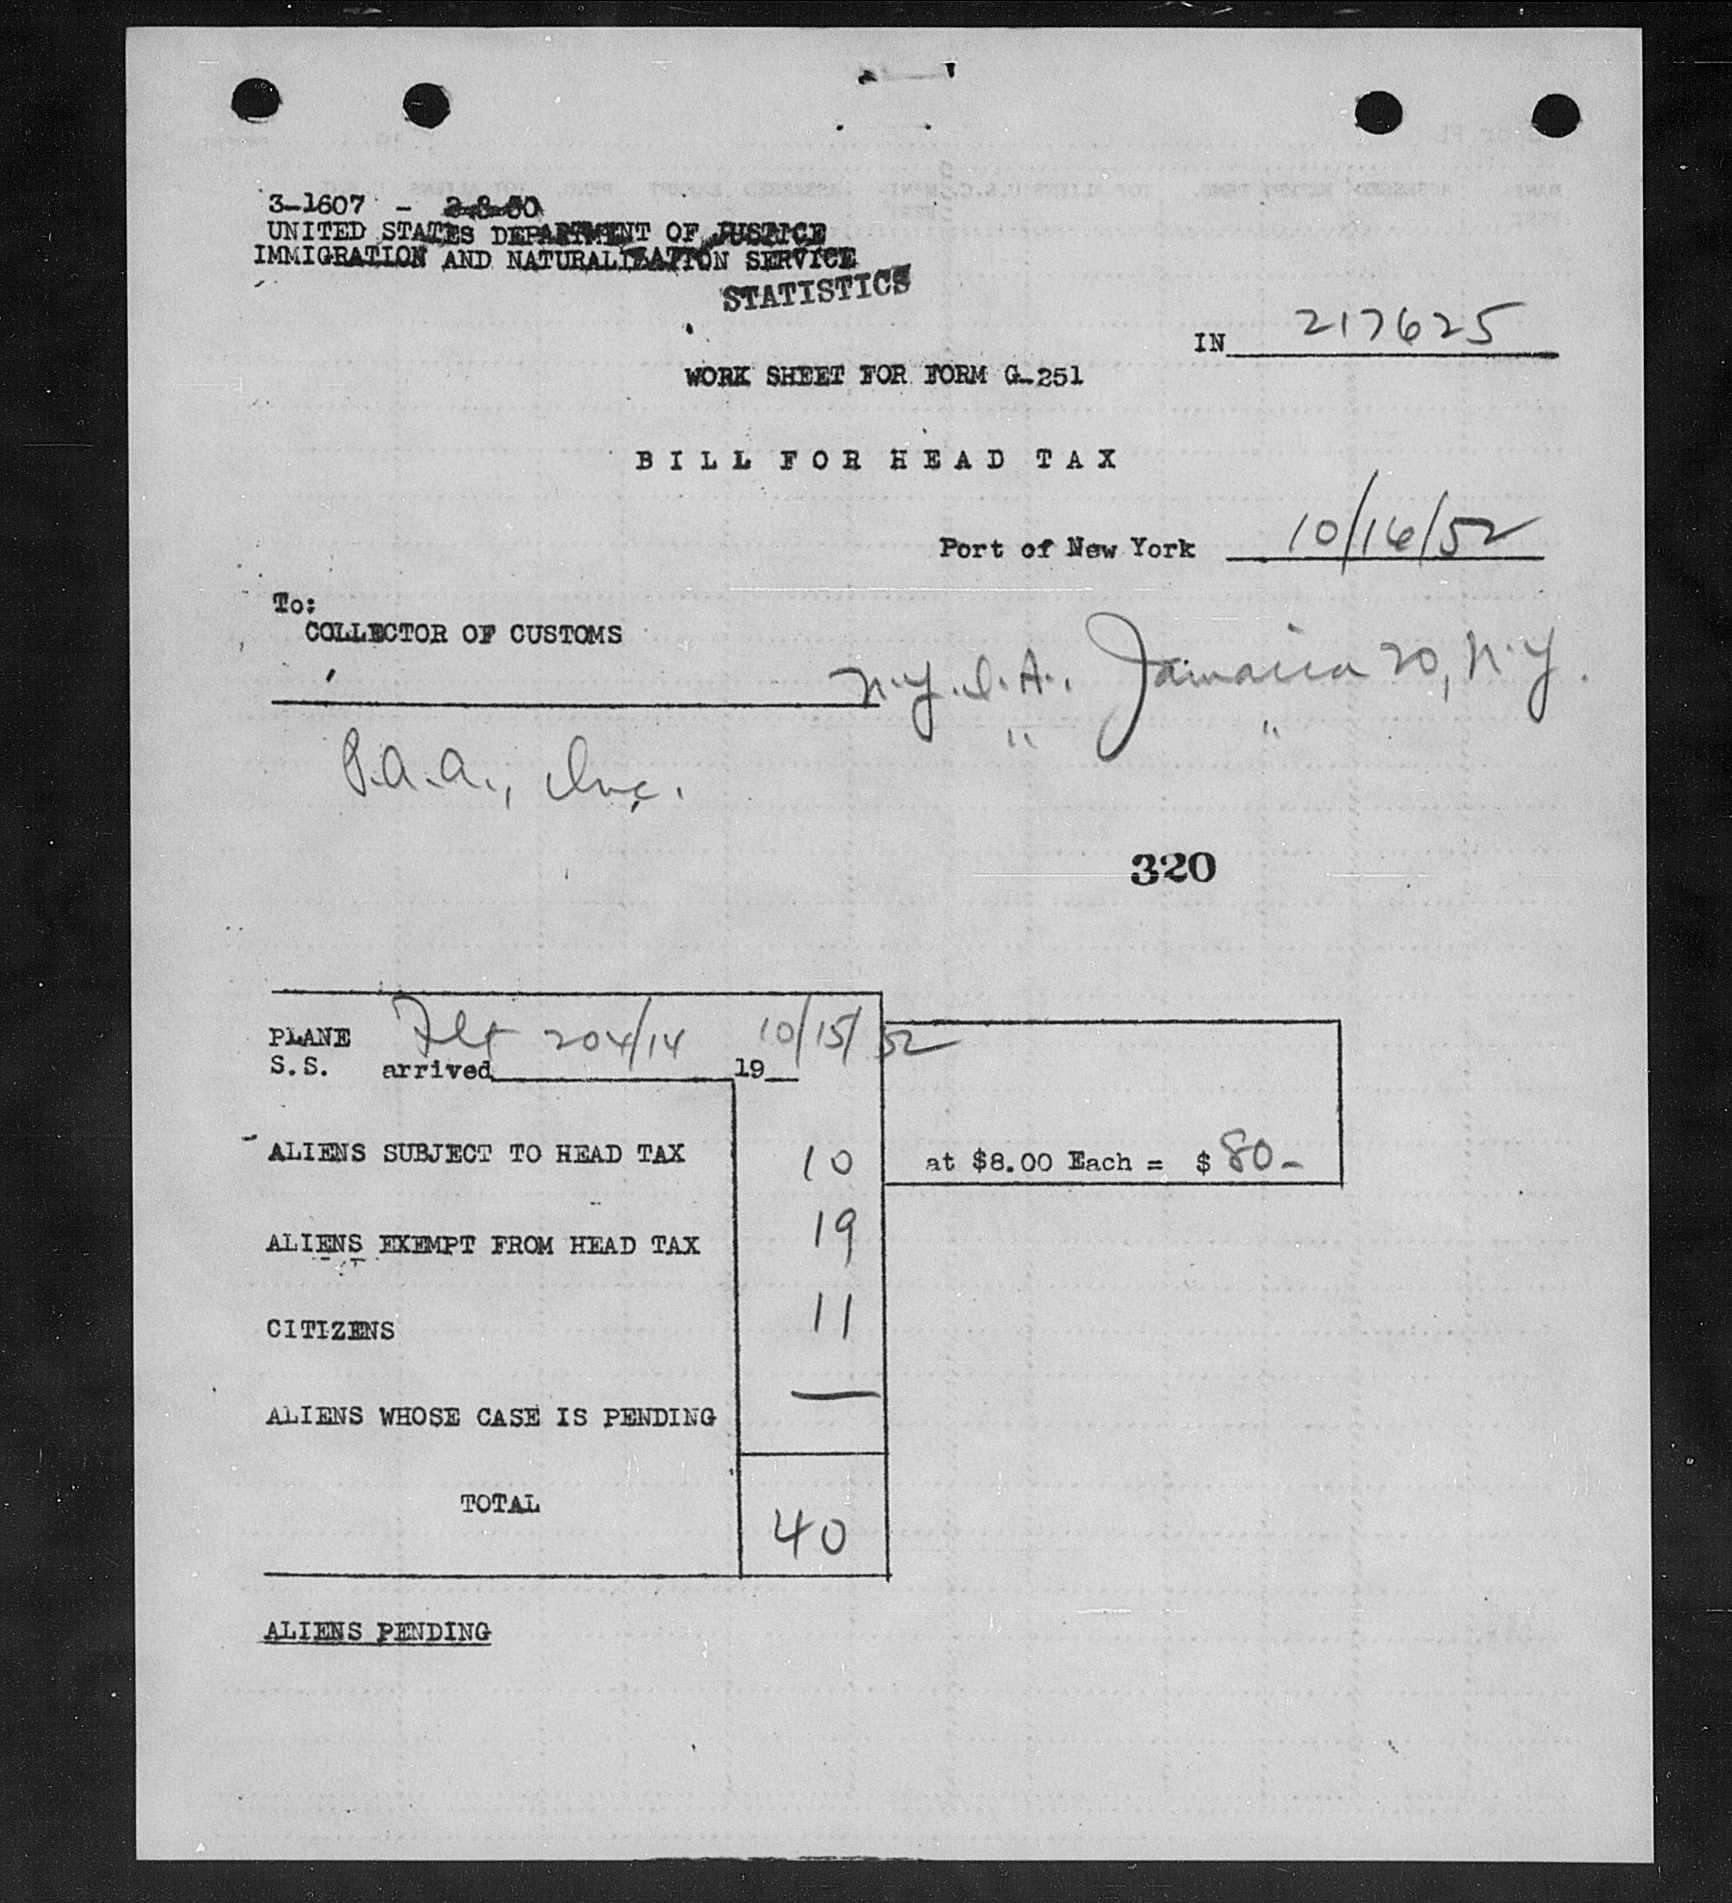 3-1607 - 2-8-50
UNITED STATES DEPARTMENT OF JUSTICE
IMMIGRATION AND NATURALIZATION SERVICE
STATISTICS
IN 217625
WORK SHEET FOR FORM G-251
BILL FOR HEAD TAX
Port of New York 10/16/52
To:
COLLECTOR OF CUSTOMS
N.Y.I.A., Jamaica 20, N.Y.
" "
P.A.A., Inc.
320
PLANE Flt 204/14 10/15/52
S.S. arrived 19
ALIENS SUBJECT TO HEAD TAX 10 at $8.00 Each = $ 80-
ALIENS EXEMPT FROM HEAD TAX 19
CITIZENS 11
ALIENS WHOSE CASE IS PENDING —
TOTAL 40
ALIENS PENDING